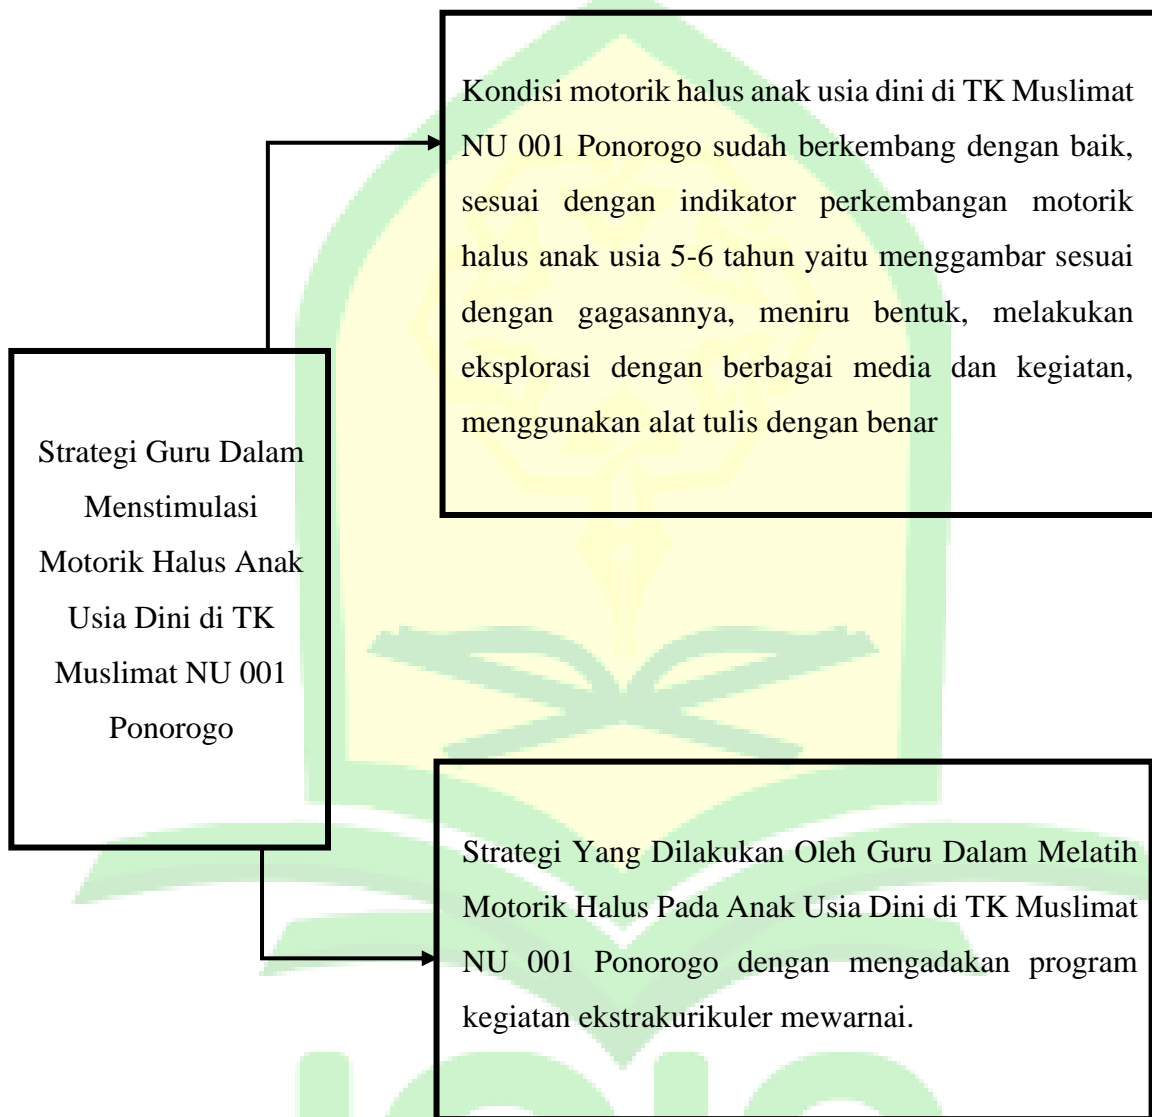 Kondisi motorik halus anak usia dini di TK Muslimat
NU 001 Ponorogo sudah berkembang dengan baik,
sesuai dengan indikator perkembangan motorik
halus anak usia 5-6 tahun yaitu menggambar sesuai
dengan gagasannya, meniru bentuk, melakukan
eksplorasi dengan berbagai media dan kegiatan,
menggunakan alat tulis dengan benar
Strategi Guru Dalam
Menstimulasi
Motorik Halus Anak
Usia Dini di TK
Muslimat NU 001
Ponorogo
Strategi Yang Dilakukan Oleh Guru Dalam Melatih
Motorik Halus Pada Anak Usia Dini di TK Muslimat
NU 001 Ponorogo dengan mengadakan program
kegiatan ekstrakurikuler mewarnai.